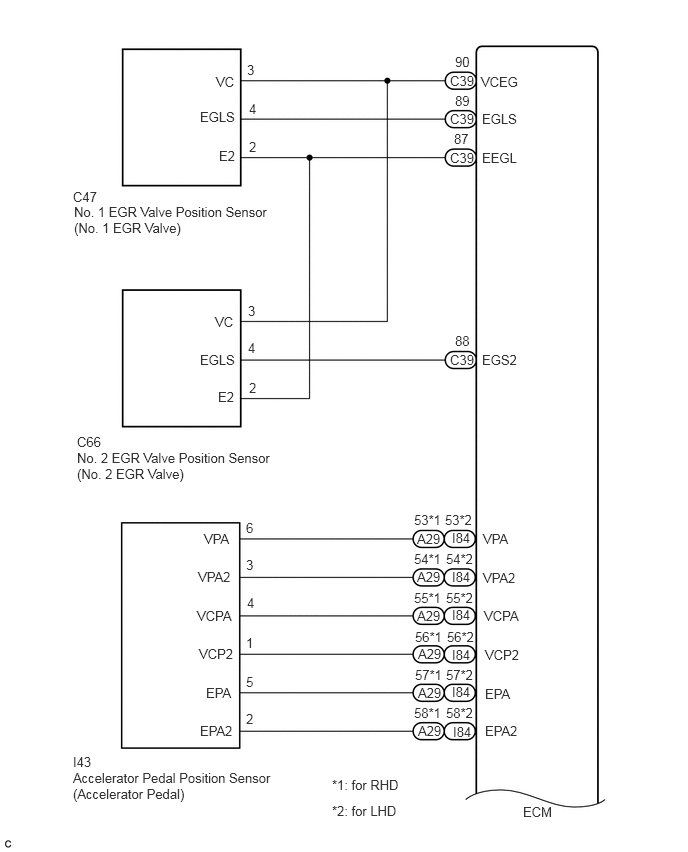 VC 3 90 C39 VCEG
EGLS 4 89 C39 EGLS
E2 2 87 C39 EEGL
C47
No. 1 EGR Valve Position Sensor
(No. 1 EGR Valve)
VC 3
EGLS 4 88 C39 EGS2
E2 2
C66
No. 2 EGR Valve Position Sensor
(No. 2 EGR Valve)
VPA 6 53*1 53*2 A29 I84 VPA
VPA2 3 54*1 54*2 A29 I84 VPA2
VCPA 4 55*1 55*2 A29 I84 VCPA
VCP2 1 56*1 56*2 A29 I84 VCP2
EPA 5 57*1 57*2 A29 I84 EPA
EPA2 2 58*1 58*2 A29 I84 EPA2
I43
Accelerator Pedal Position Sensor
(Accelerator Pedal)
*1: for RHD
*2: for LHD
ECM
c